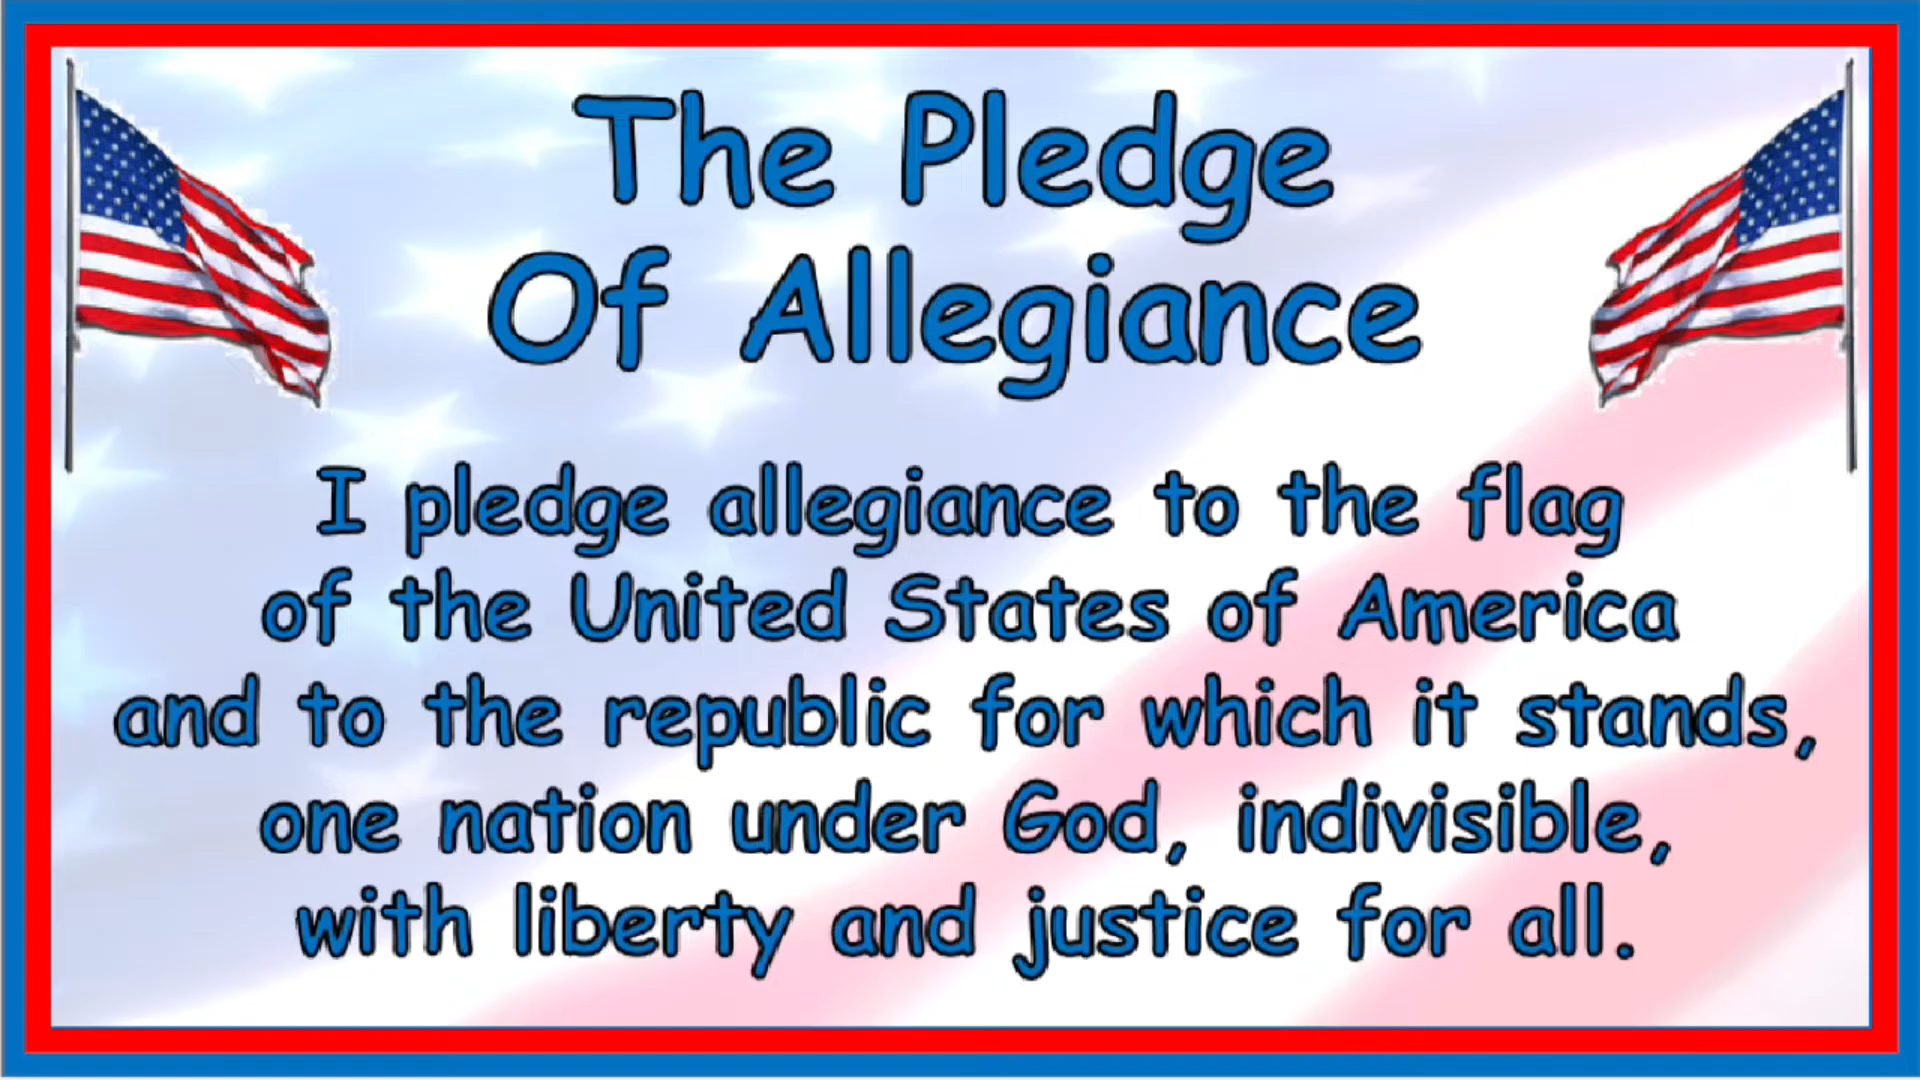 The Pledge
Of Allegiance
I pledge allegiance to the flag
of the United States of America
and to the republic for which it stands,
one nation under God, indivisible,
with liberty and justice for all.